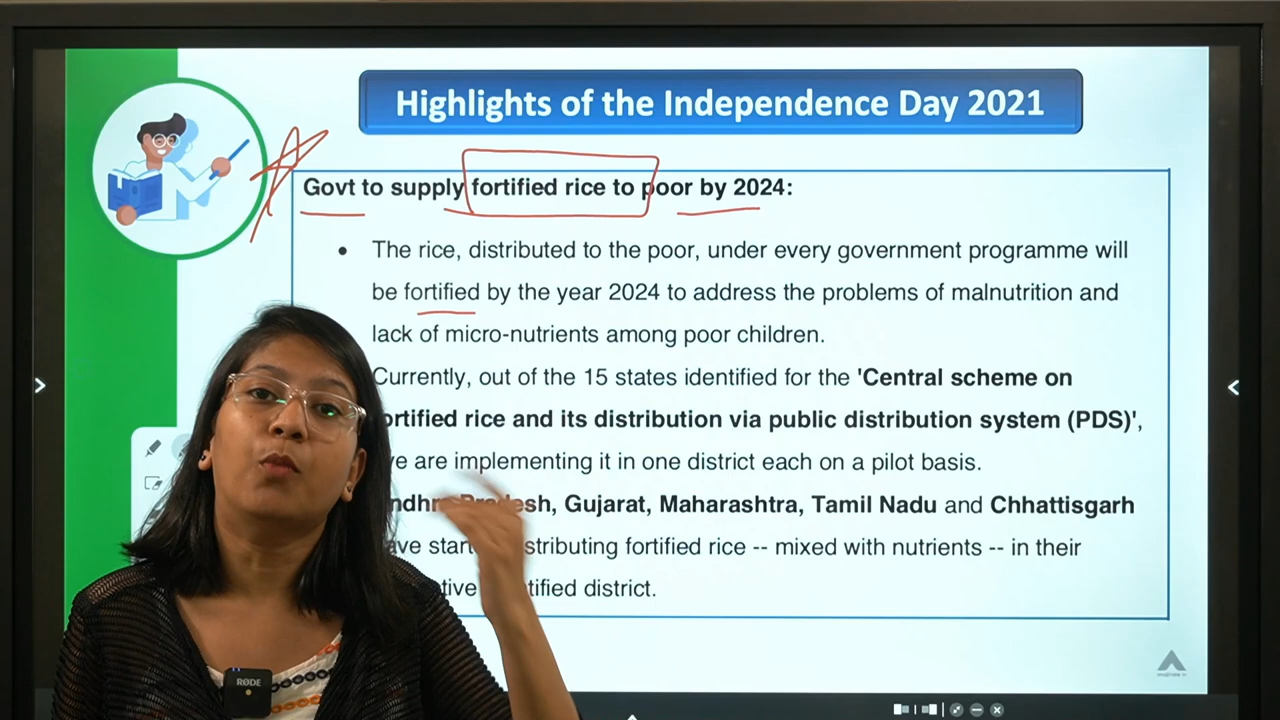 Highlights of the Independence Day 2021
Govt to supply fortified rice to poor by 2024:
• The rice, distributed to the poor, under every government programme will
be fortified by the year 2024 to address the problems of malnutrition and
lack of micro-nutrients among poor children.
Currently, out of the 15 states identified for the 'Central scheme on
ortified rice and its distribution via public distribution system (PDS)',
ve are implementing it in one district each on a pilot basis.
ndhra Pradesh, Gujarat, Maharashtra, Tamil Nadu and Chhattisgarh
ave start stributing fortified rice -- mixed with nutrients -- in their
tive tified district.
RØDE